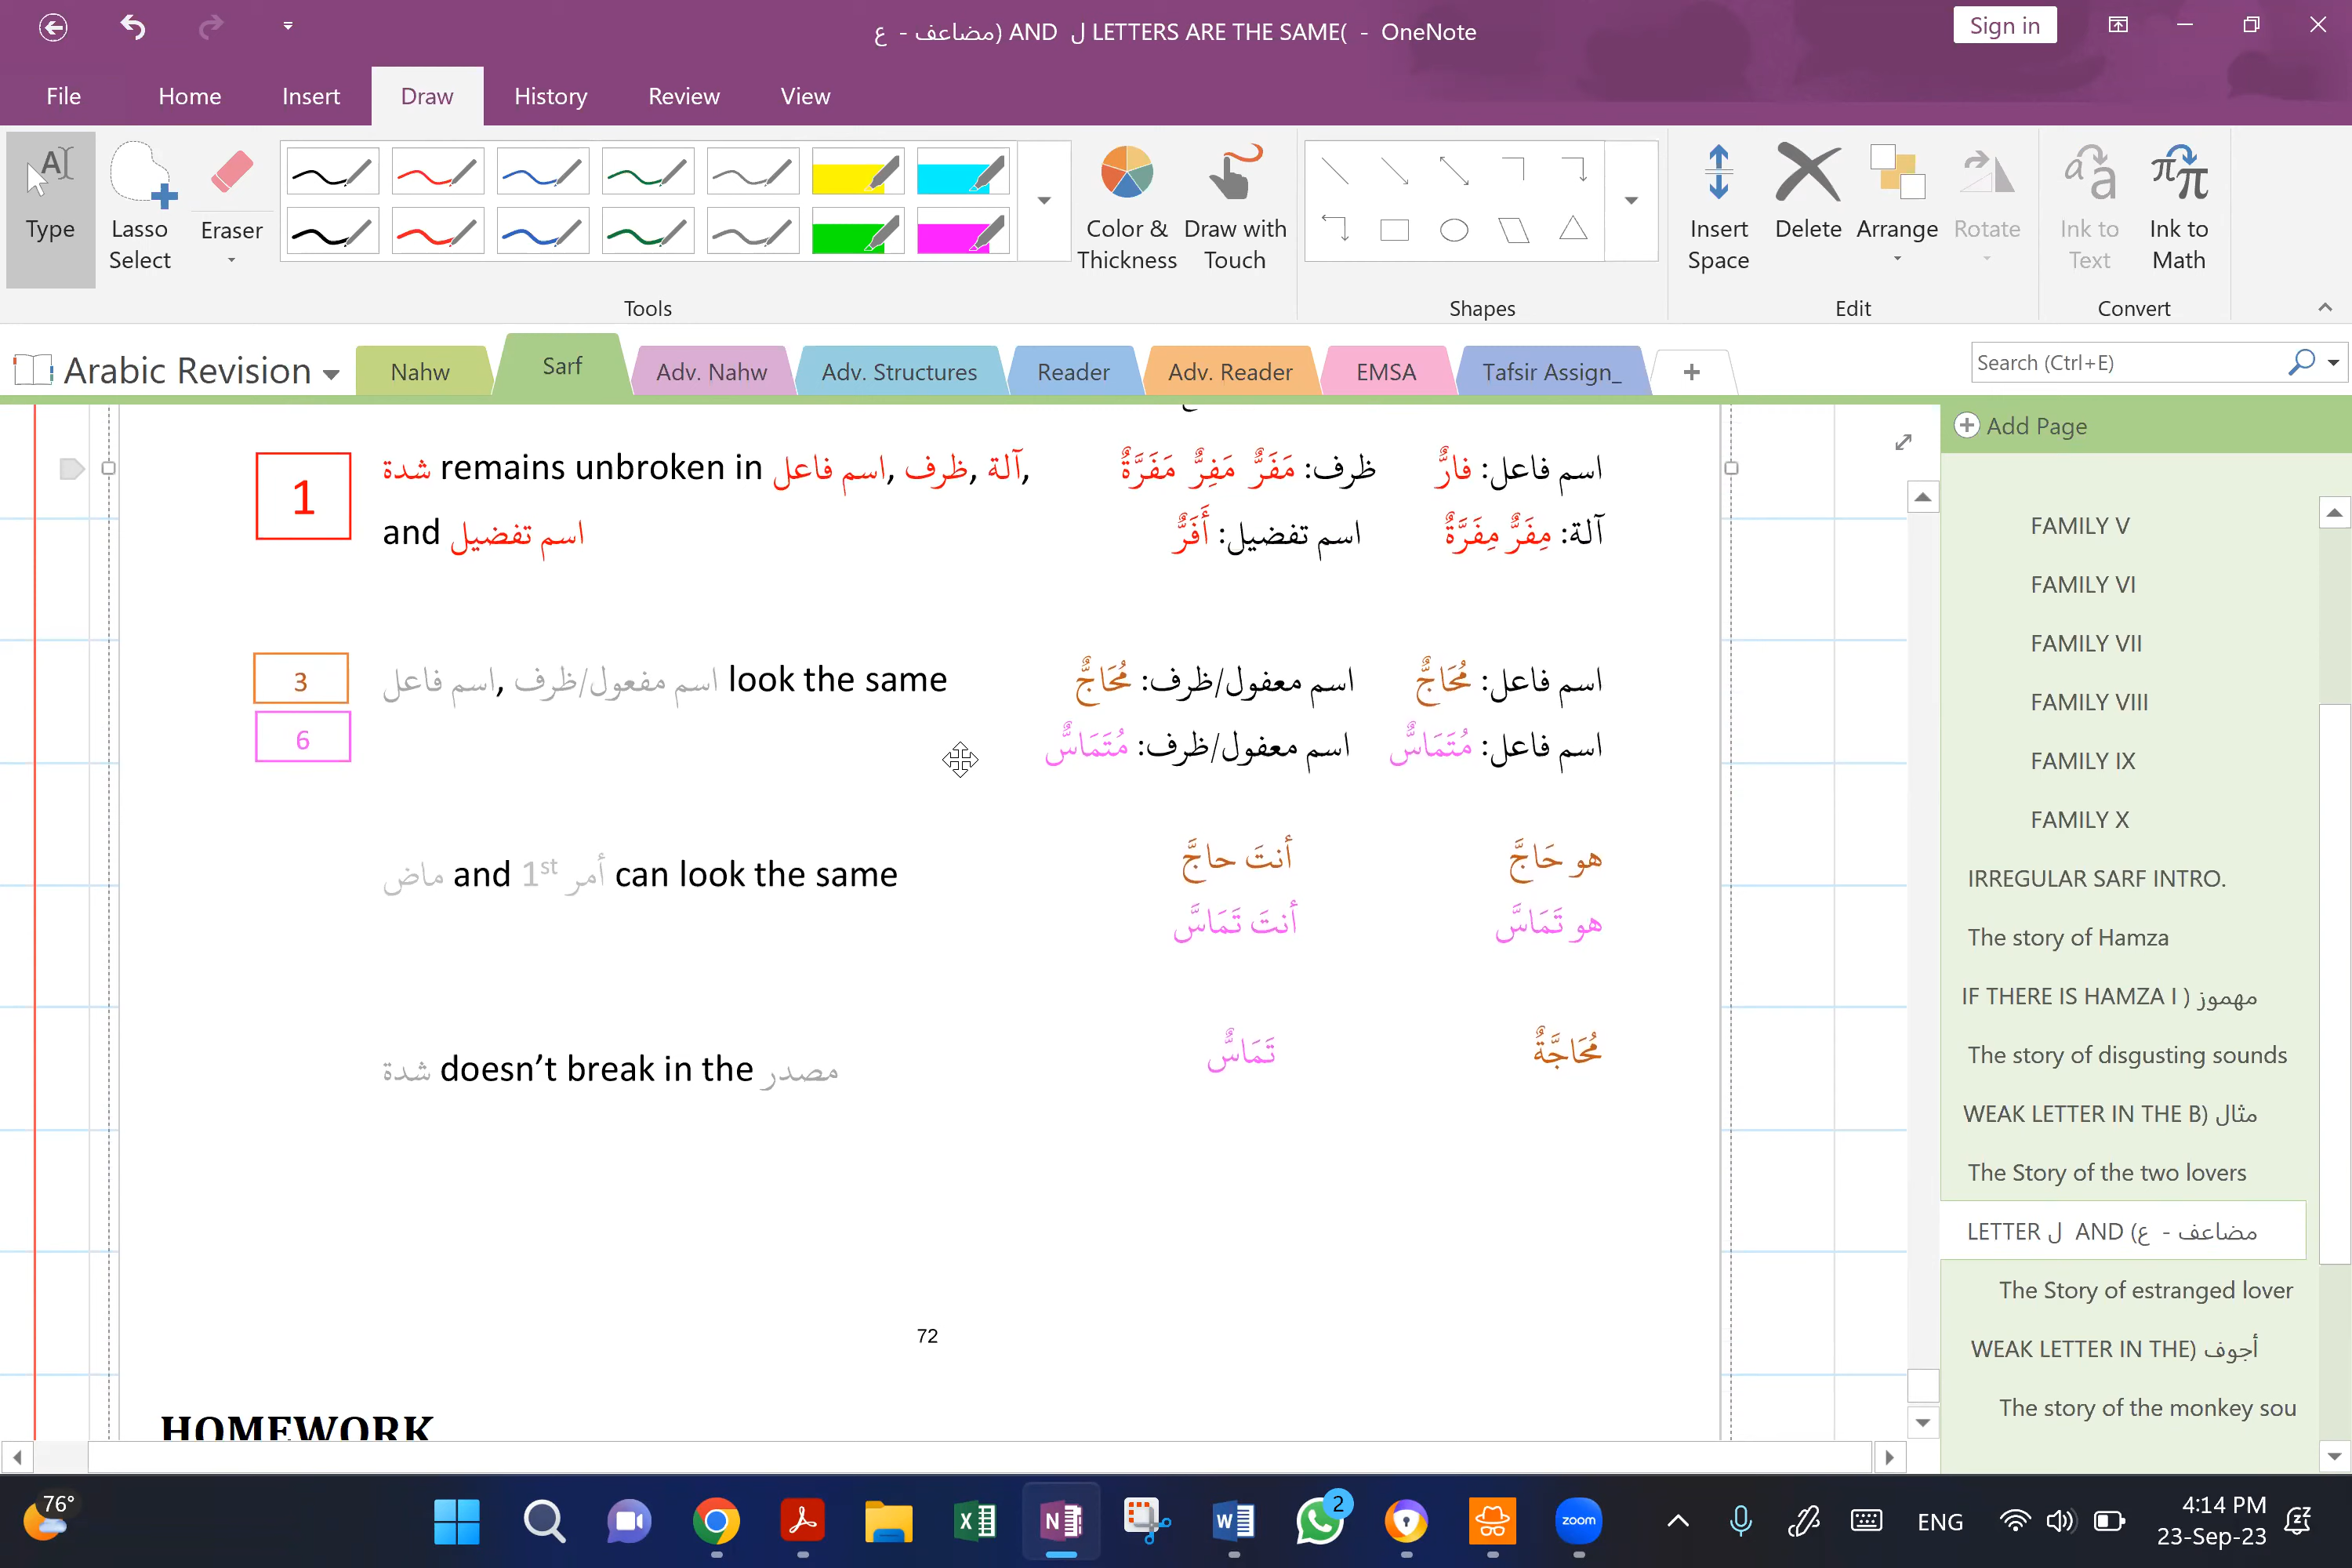 ع - مضاعف) AND ل LETTERS ARE THE SAME( - OneNote
Sign in
File Home Insert Draw History Review View
Type
Lasso Select
Eraser
Color & Thickness
Draw with Touch
Insert Space
Delete
Arrange
Rotate
Ink to Text
Ink to Math
Tools
Shapes
Edit
Convert
Arabic Revision
Nahw Sarf Adv. Nahw Adv. Structures Reader Adv. Reader EMSA Tafsir Assign_ +
Search (Ctrl+E)
1
شدة remains unbroken in اسم فاعل, ظرف, آلة,
and اسم تفضيل
اسم فاعل: فارٌّ
ظرف: مَفَرٌّ مَفِرٌّ مَفَرَّةٌ
آلة: مِفَرٌّ مِفَرَّةٌ
اسم تفضيل: أَفَرٌّ
3
6
اسم فاعل, اسم مفعول/ظرف look the same
اسم فاعل: مُحَاجٌّ
اسم معفول/ظرف: مُحَاجٌّ
اسم فاعل: مُتَمَاسٌّ
اسم معفول/ظرف: مُتَمَاسٌّ
ماض and 1st أمر can look the same
هو حَاجَّ
أنتَ حاجَّ
هو تَمَاسَّ
أنتَ تَمَاسَّ
شدة doesn't break in the مصدر
مُحَاجَّةٌ
تَمَاسٌّ
72
HOMEWORK
Add Page
FAMILY V
FAMILY VI
FAMILY VII
FAMILY VIII
FAMILY IX
FAMILY X
IRREGULAR SARF INTRO.
The story of Hamza
IF THERE IS HAMZA I ) مهموز
The story of disgusting sounds
WEAK LETTER IN THE B) مثال
The Story of the two lovers
LETTER ل AND (ع - مضاعف
The Story of estranged lover
WEAK LETTER IN THE) أجوف
The story of the monkey sou
76°
2
zoom
ENG
4:14 PM
23-Sep-23